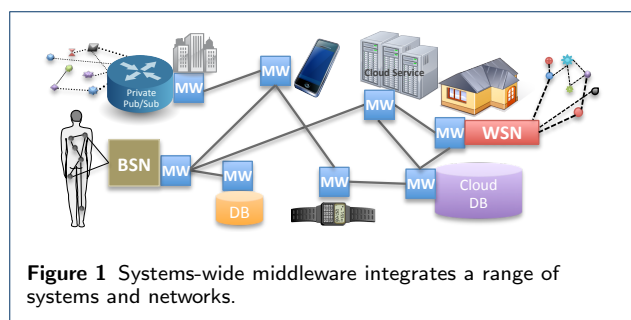 Private
Pub/Sub
MW
MW
Cloud Service
MW
MW
WSN
BSN
MW
MW
DB
MW
MW
Cloud
DB
Figure 1 Systems-wide middleware integrates a range of
systems and networks.